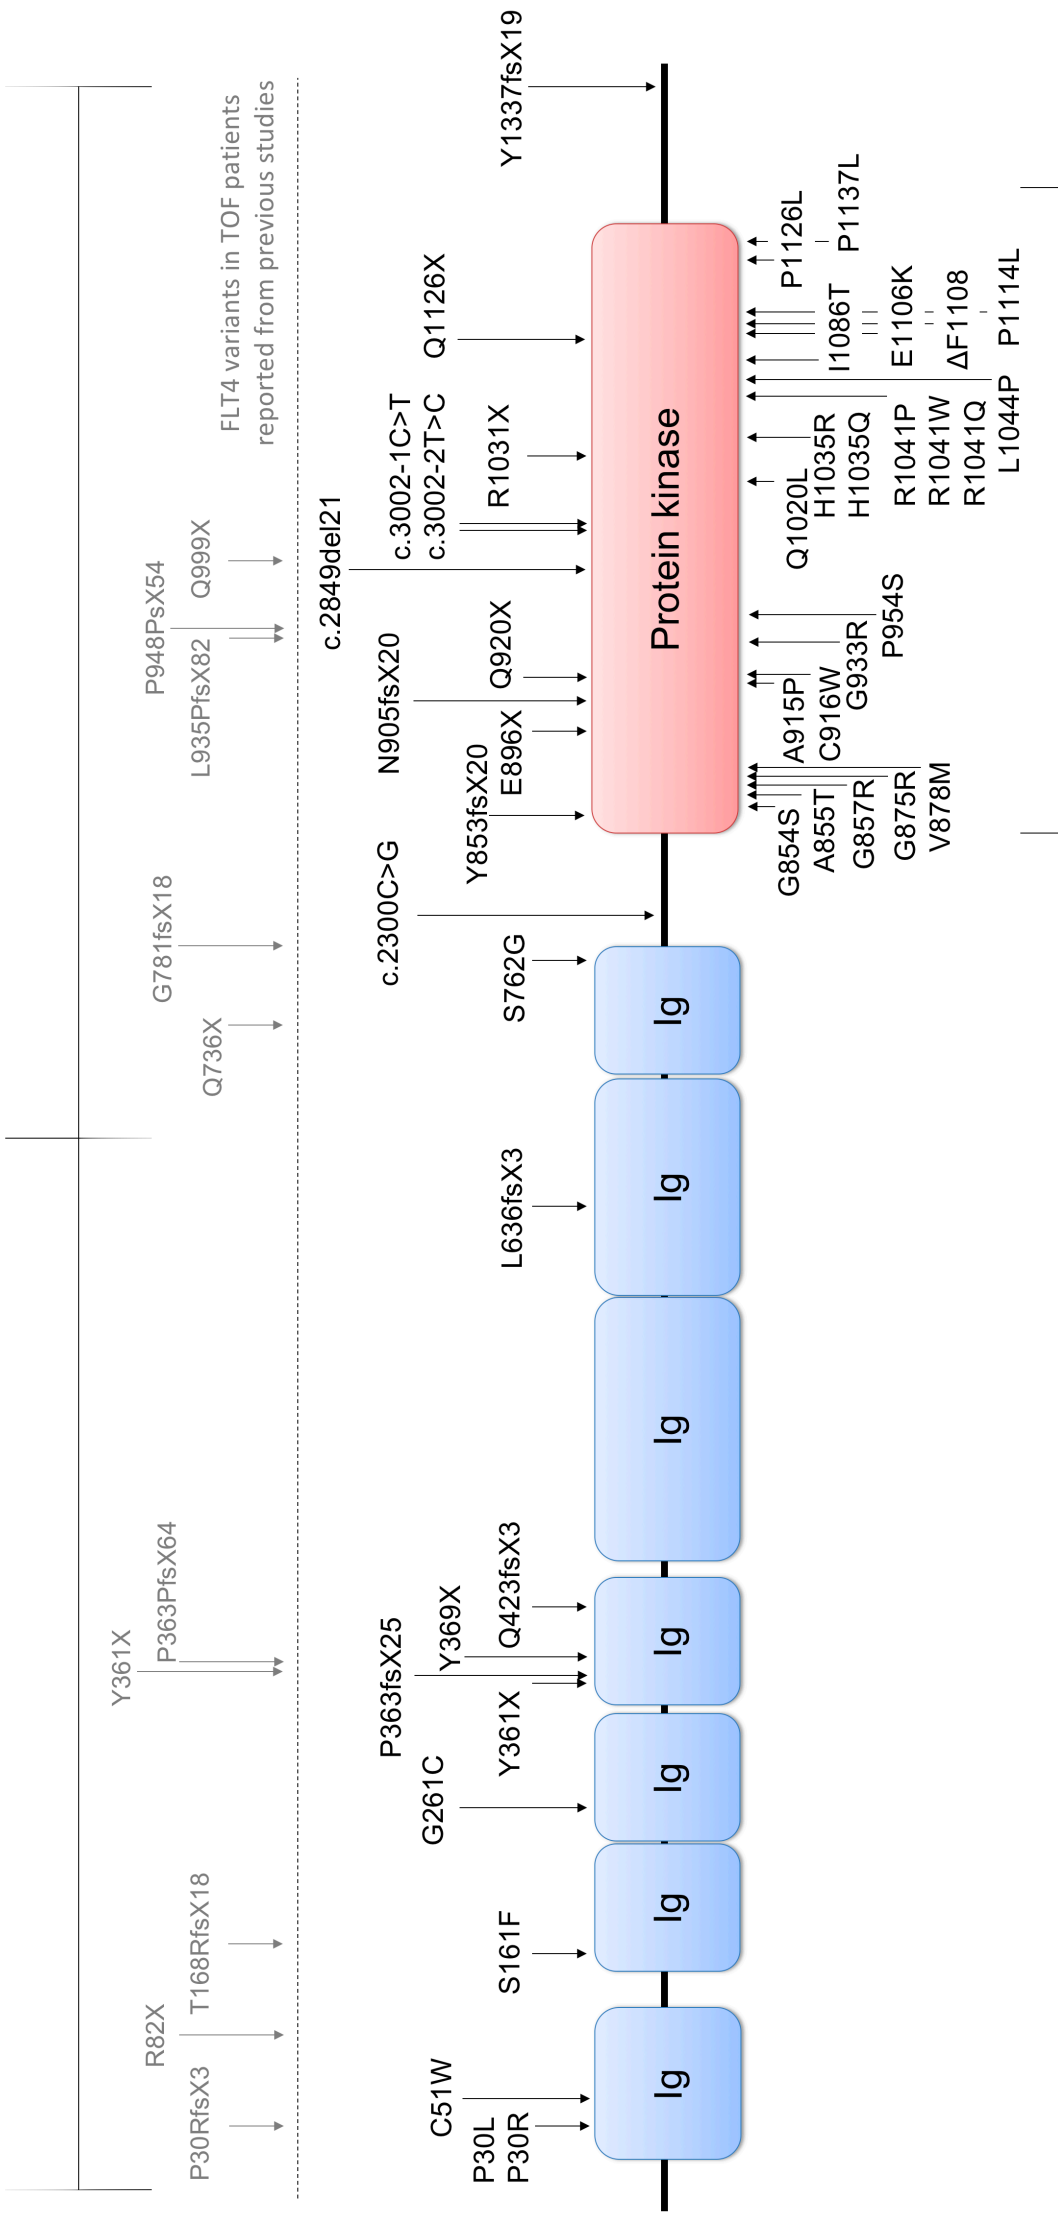 FLT4 variants in TOF patients
reported from previous studies
Y361X
R82X
P363PfsX64
G781fsX18
P948PsX54
P30RfsX3
T168RfsX18
Q736X
L935PfsX82
Q999X
c.2849del21
P363fsX25
c.2300C>G
N905fsX20
c.3002-1C>T
C51W
G261C
Y369X
c.3002-2T>C
Q1126X
P30L
P30R
S161F
Y361X
Q423fsX3
L636fsX3
S762G
Y853fsX20
E896X
Q920X
R1031X
Y1337fsX19
Ig
Ig
Ig
Ig
Ig
Ig
Ig
Protein kinase
G854S
A855T
G857R
G875R
V878M
A915P
C916W
G933R
P954S
Q1020L
H1035R
H1035Q
R1041P
R1041W
R1041Q
L1044P
I1086T
E1106K
ΔF1108
P1114L
P1126L
P1137L